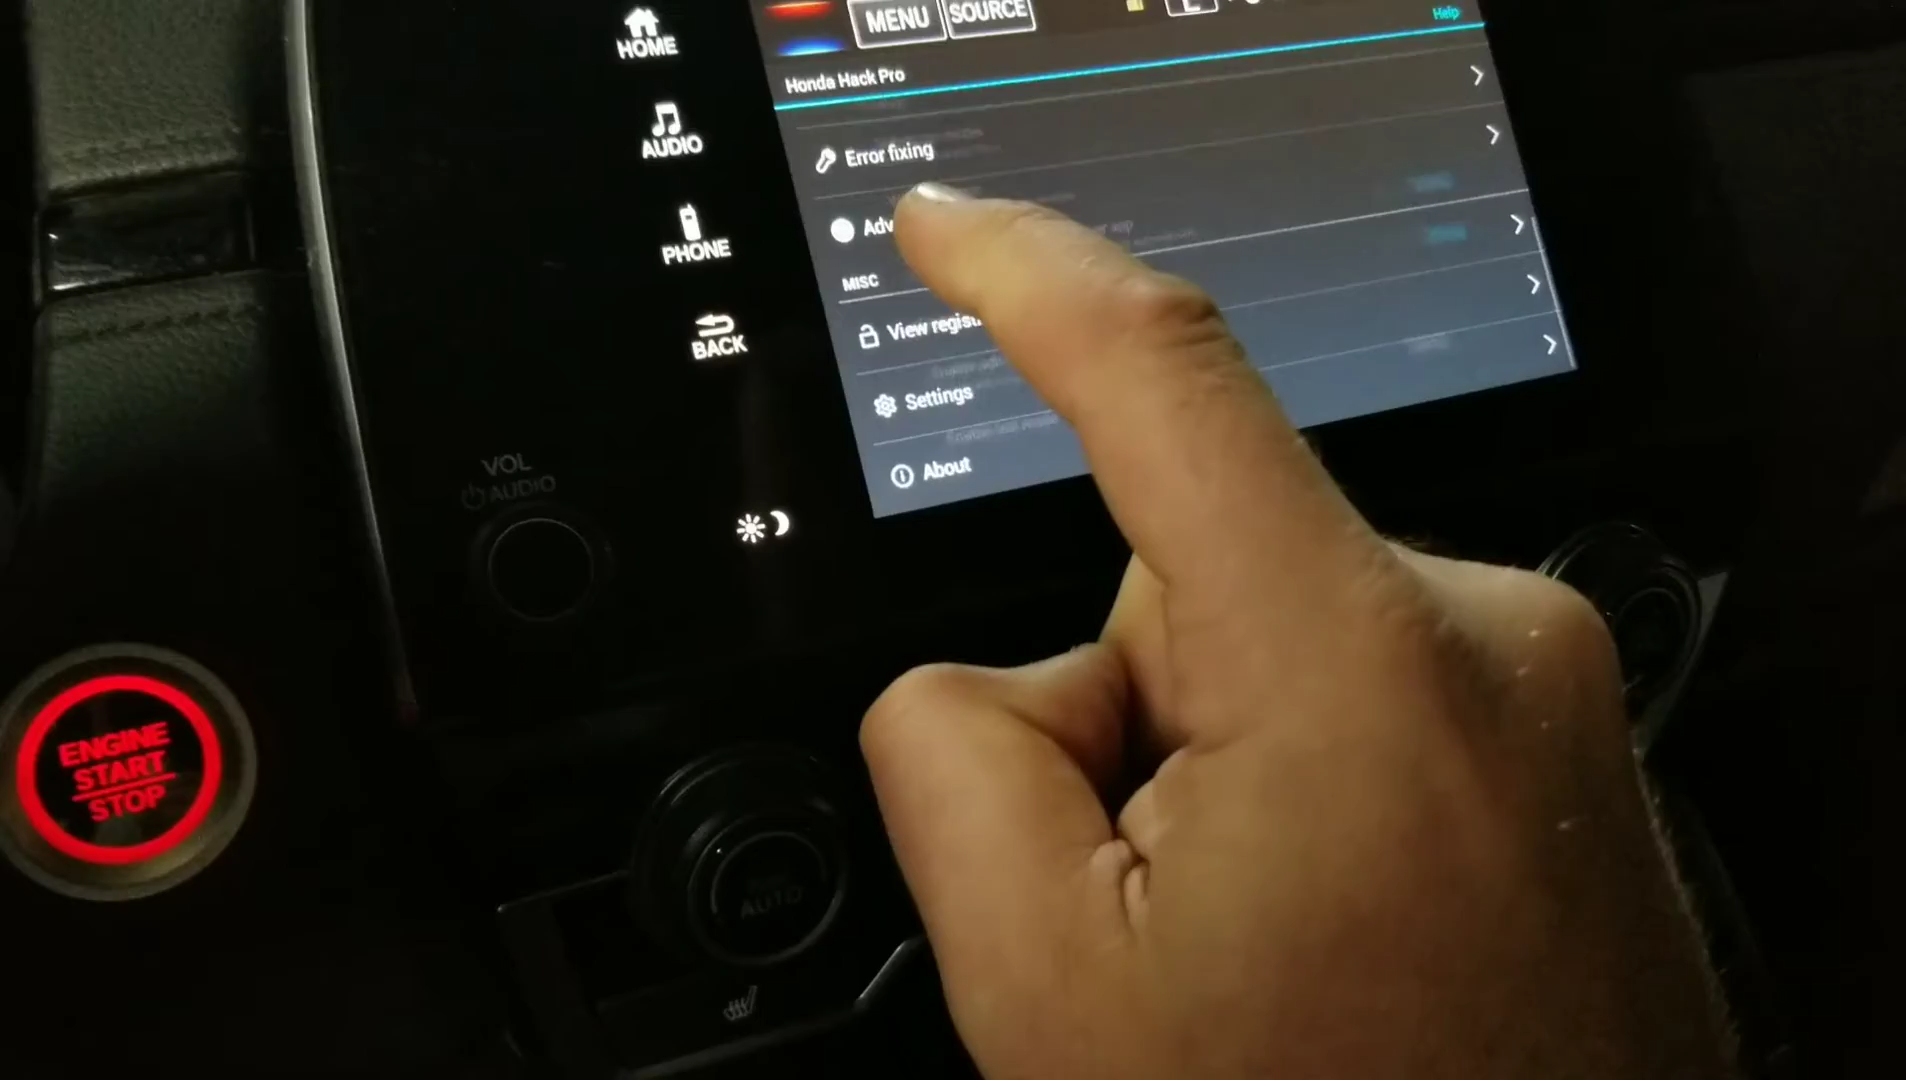 HOME
AUDIO
PHONE
BACK
VOL
AUDIO
MENU
SOURCE
Help
Honda Hack Pro
Error fixing
Adv
MISC
View regist
Settings
About
ENGINE
START
STOP
AUTO